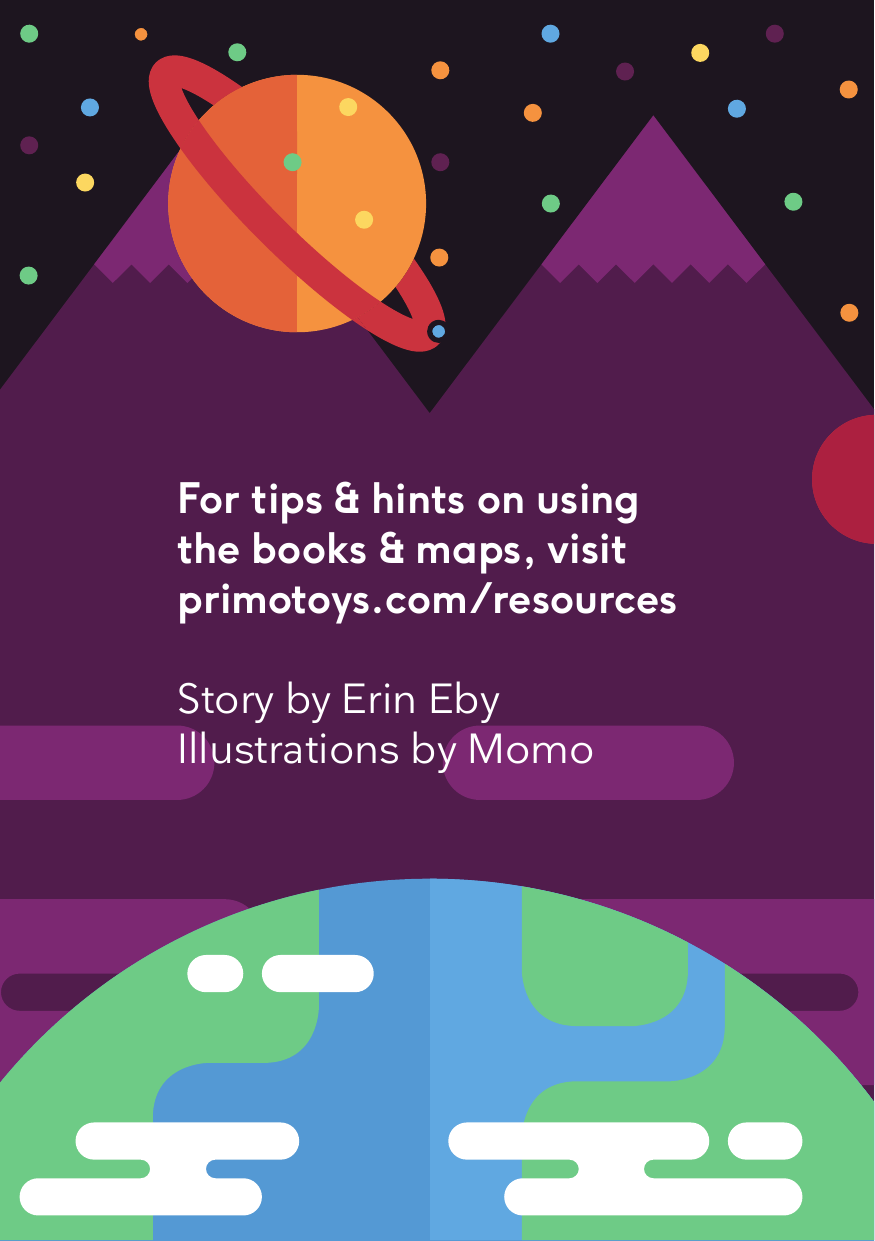 For tips & hints on using
the books & maps, visit
primotoys.com/resources
Story by Erin Eby
Illustrations by Momo